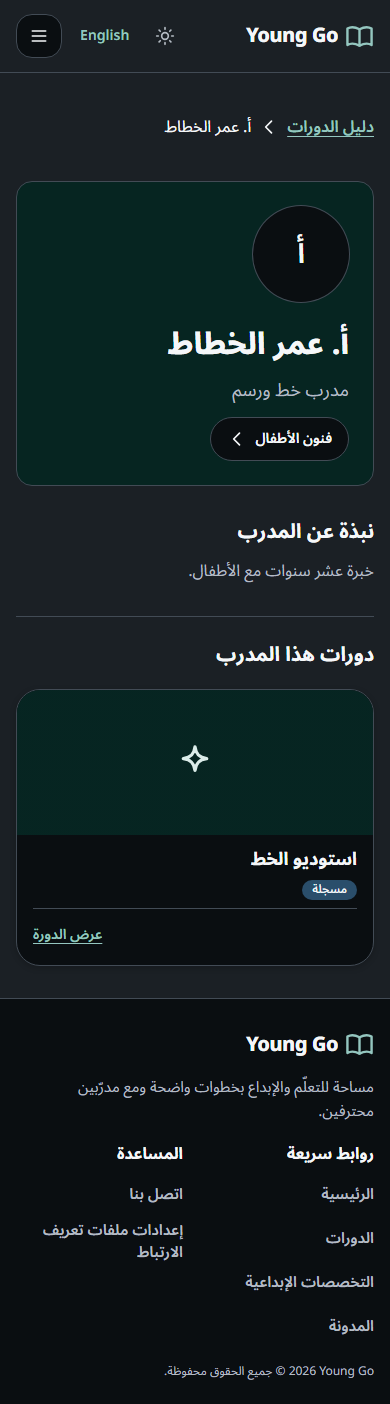 Young Go
English
دليل الدورات
أ. عمر الخطاط
أ
أ. عمر الخطاط
مدرب خط ورسم
فنون الأطفال
نبذة عن المدرب
خبرة عشر سنوات مع الأطفال.
دورات هذا المدرب
استوديو الخط
مسجلة
عرض الدورة
Young Go
مساحة للتعلّم والإبداع بخطوات واضحة ومع مدرّبين
محترفين.
روابط سريعة
الرئيسية
الدورات
التخصصات الإبداعية
المدونة
المساعدة
اتصل بنا
إعدادات ملفات تعريف
الارتباط
Young Go 2026 © جميع الحقوق محفوظة.